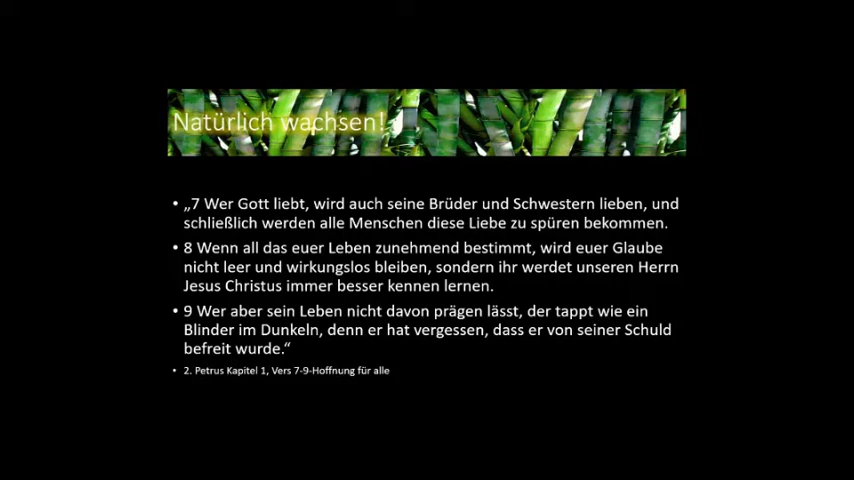 Natürlich wachsen!
• „7 Wer Gott liebt, wird auch seine Brüder und Schwestern lieben, und
schließlich werden alle Menschen diese Liebe zu spüren bekommen.
• 8 Wenn all das euer Leben zunehmend bestimmt, wird euer Glaube
nicht leer und wirkungslos bleiben, sondern ihr werdet unseren Herrn
Jesus Christus immer besser kennen lernen.
• 9 Wer aber sein Leben nicht davon prägen lässt, der tappt wie ein
Blinder im Dunkeln, denn er hat vergessen, dass er von seiner Schuld
befreit wurde.“
• 2. Petrus Kapitel 1, Vers 7-9-Hoffnung für alle